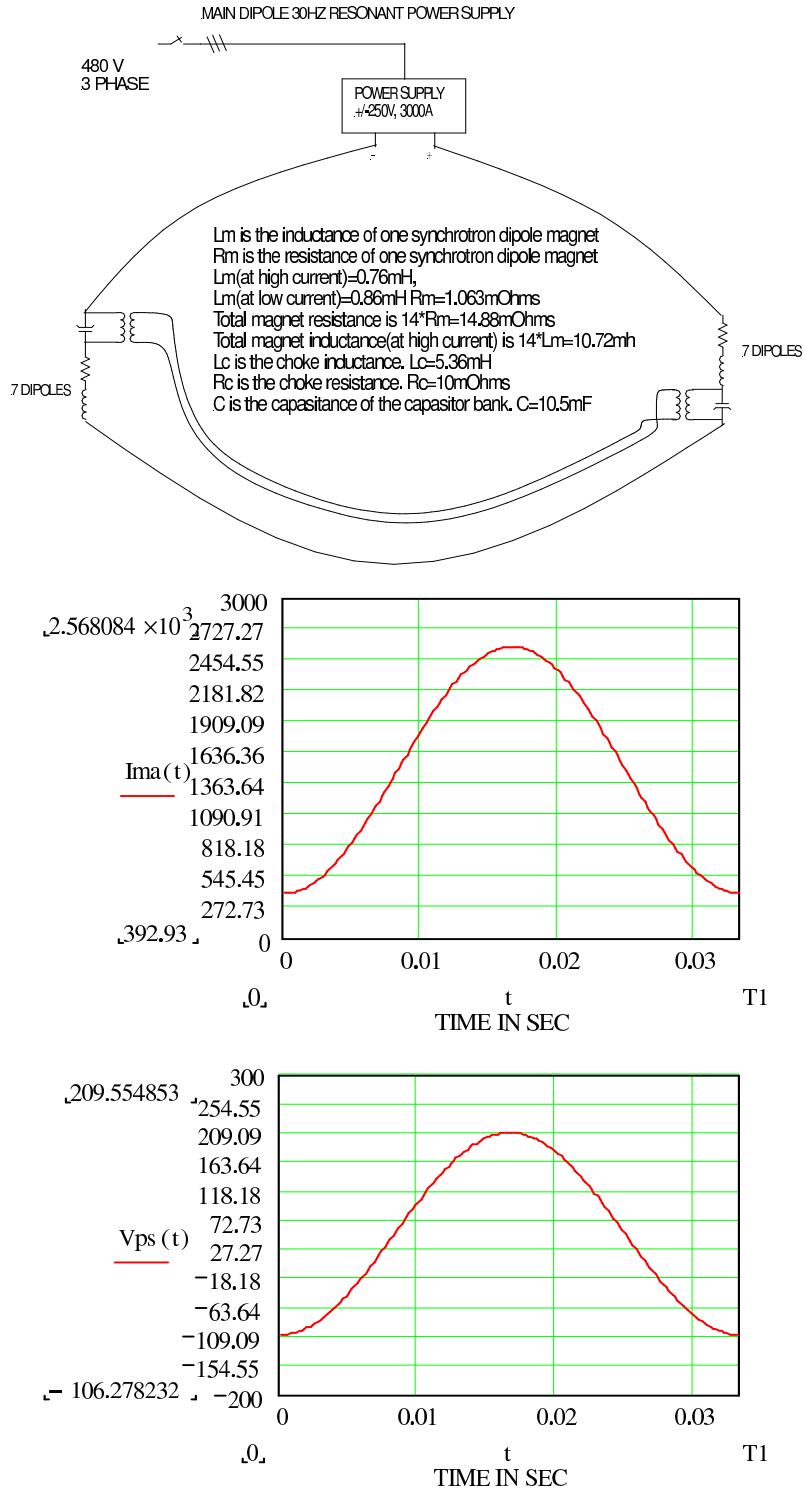 .MAIN DIPOLE 30HZ RESONANT POWER SUPPLY
480 V
.3 PHASE
POWER SUPPLY
.+/-250V, 3000A
- +
Lm is the inductance of one synchrotron dipole magnet
Rm is the resistance of one synchrotron dipole magnet
Lm(at high current)=0.76mH,
Lm(at low current)=0.86mH Rm=1.063mOhms
Total magnet resistance is 14*Rm=14.88mOhms
Total magnet inductance(at high current) is 14*Lm=10.72mh
Lc is the choke inductance. Lc=5.36mH
Rc is the choke resistance. Rc=10mOhms
.C is the capasitance of the capasitor bank. C=10.5mF
.7 DIPOLES
.7 DIPOLES
2.568084 ×10³
3000
2727.27
2454.55
2181.82
1909.09
1636.36
1363.64
1090.91
818.18
545.45
272.73
0
Ima(t)
.392.93
0 0.01 0.02 0.03
.0. t T1
TIME IN SEC
209.554853
300
254.55
209.09
163.64
118.18
72.73
27.27
-18.18
-63.64
-109.09
-154.55
-200
Vps(t)
- 106.278232
0 0.01 0.02 0.03
.0. t T1
TIME IN SEC